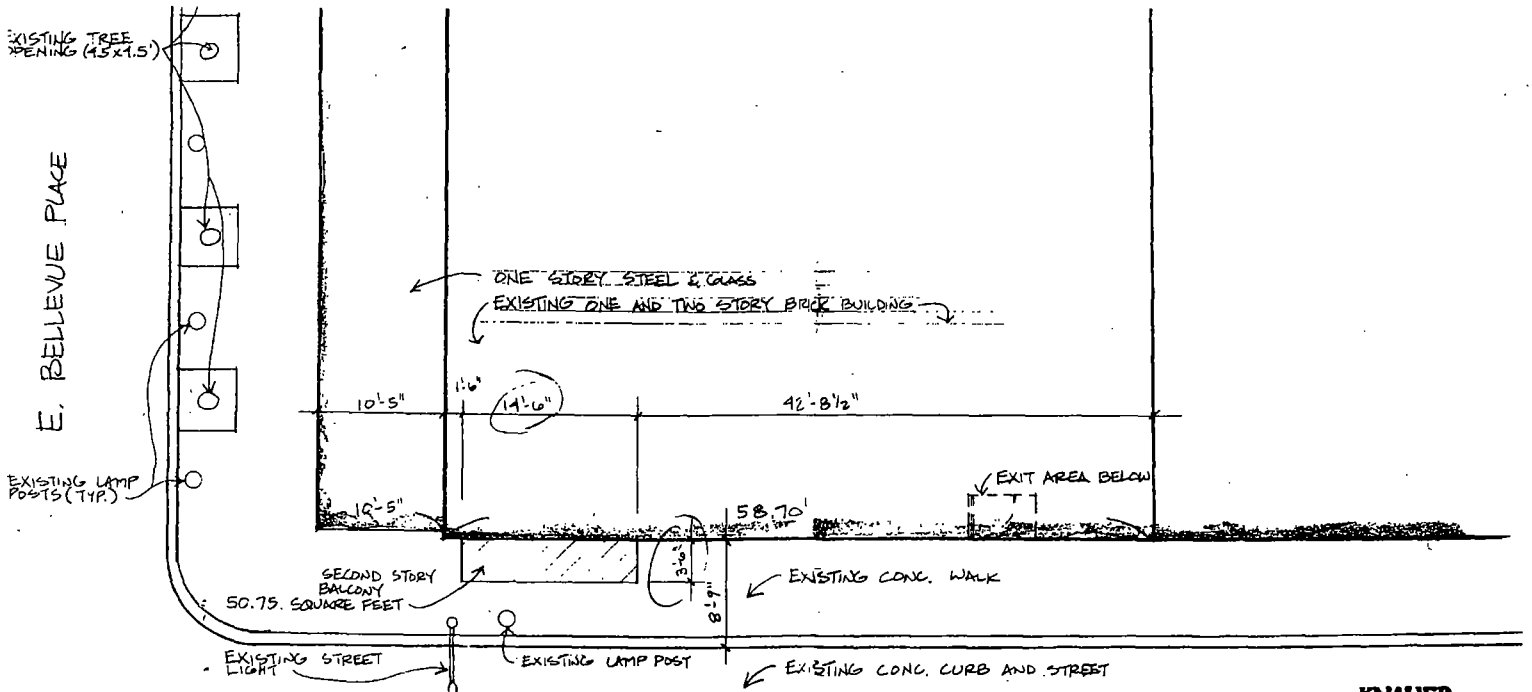 EXISTING TREE
OPENING (4.5x4.5')
E. BELLEVUE PLACE
ONE STORY STEEL & GLASS
EXISTING ONE AND TWO STORY BRICK BUILDING
10'-5"
1'-6"
14'-6"
42'-8 1/2"
EXISTING LAMP
POSTS (TYP.)
EXIT AREA BELOW
10'-5"
58.70'
3'-6"
8'-9"
SECOND STORY
BALCONY
50.75. SQUARE FEET
EXISTING CONC. WALK
EXISTING STREET
LIGHT
EXISTING LAMP POST
EXISTING CONC. CURB AND STREET